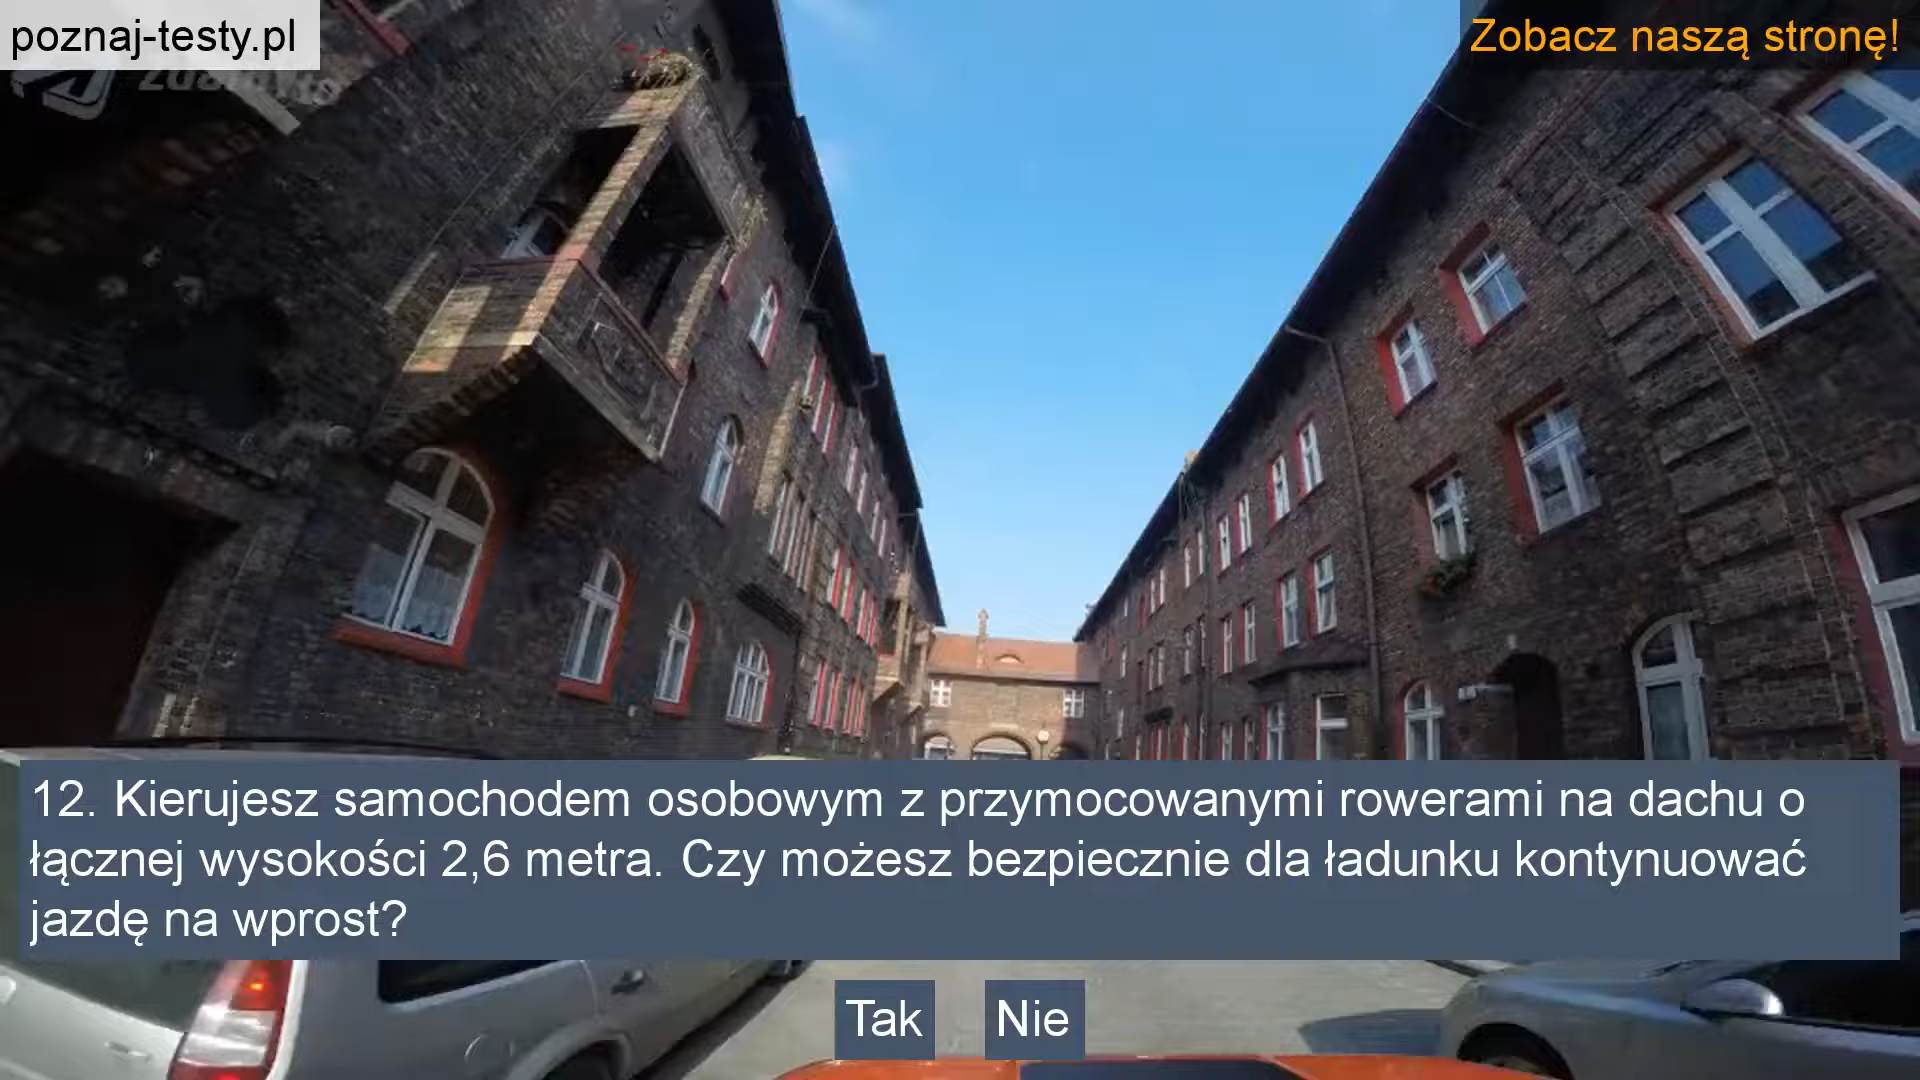 poznaj-testy.pl
Zobacz naszą stronę!
12. Kierujesz samochodem osobowym z przymocowanymi rowerami na dachu o
łącznej wysokości 2,6 metra. Czy możesz bezpiecznie dla ładunku kontynuować
jazdę na wprost?
Tak
Nie